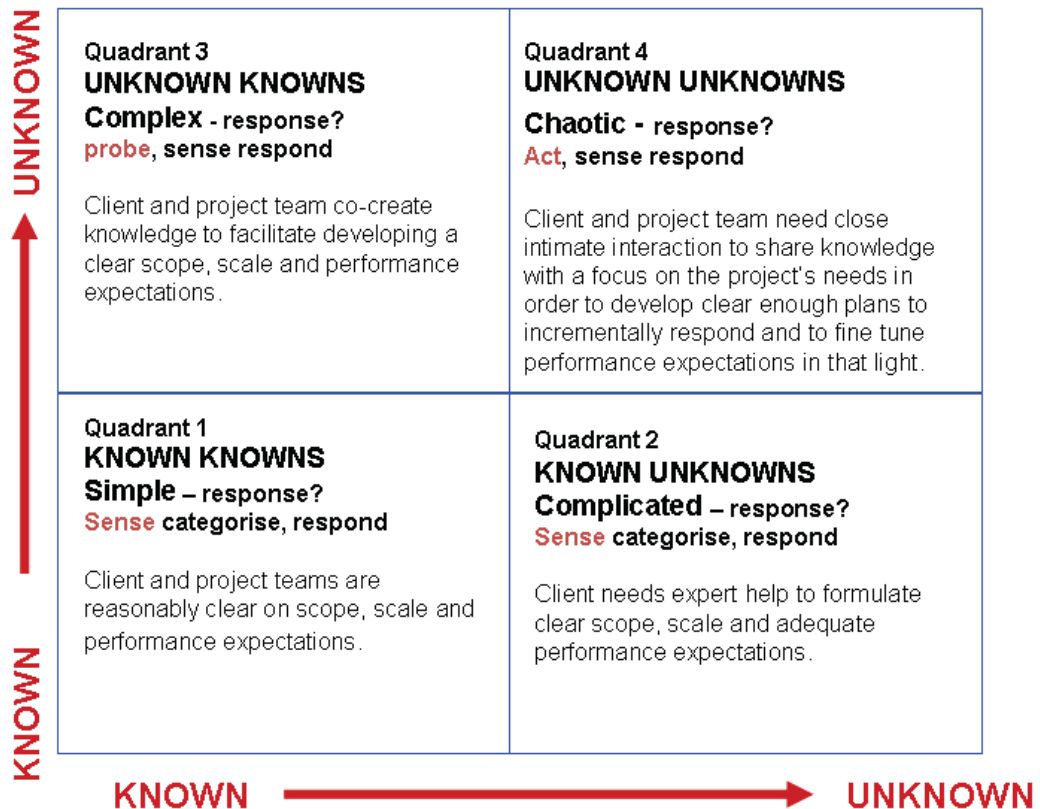 UNKNOWN
Quadrant 3
UNKNOWN KNOWNS
Complex - response?
probe, sense respond
Client and project team co-create
knowledge to facilitate developing a
clear scope, scale and performance
expectations.
Quadrant 4
UNKNOWN UNKNOWNS
Chaotic - response?
Act, sense respond
Client and project team need close
intimate interaction to share knowledge
with a focus on the project's needs in
order to develop clear enough plans to
incrementally respond and to fine tune
performance expectations in that light.
KNOWN
Quadrant 1
KNOWN KNOWNS
Simple – response?
Sense categorise, respond
Client and project teams are
reasonably clear on scope, scale and
performance expectations.
Quadrant 2
KNOWN UNKNOWNS
Complicated – response?
Sense categorise, respond
Client needs expert help to formulate
clear scope, scale and adequate
performance expectations.
KNOWN
UNKNOWN